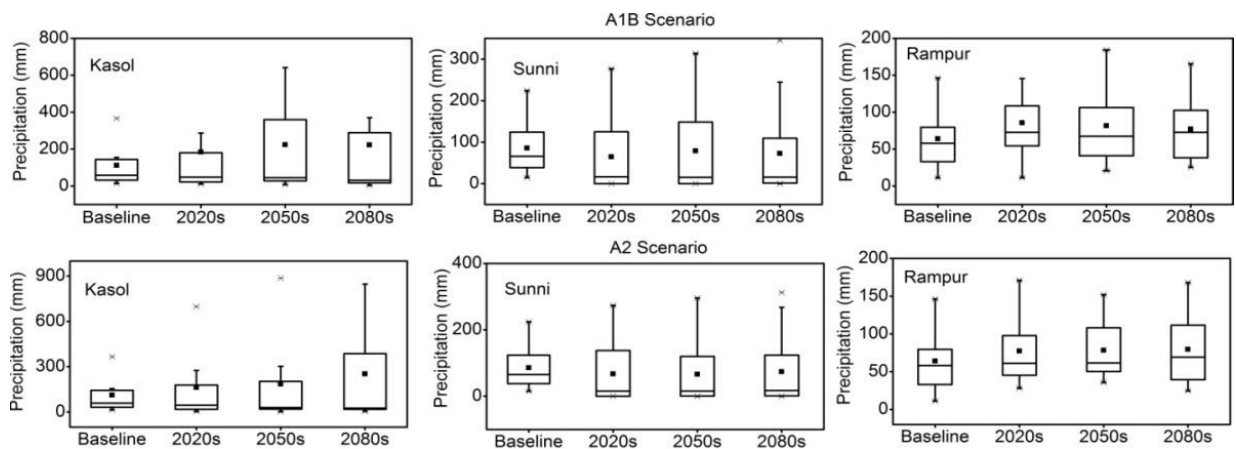 A1B Scenario
Precipitation (mm)
800
600
400
200
0
Kasol
Baseline 2020s 2050s 2080s
Precipitation (mm)
300
200
100
0
Sunni
Baseline 2020s 2050s 2080s
Precipitation (mm)
200
150
100
50
0
Rampur
Baseline 2020s 2050s 2080s
A2 Scenario
Precipitation (mm)
900
600
300
0
Kasol
Baseline 2020s 2050s 2080s
Precipitation (mm)
400
200
0
Sunni
Baseline 2020s 2050s 2080s
Precipitation (mm)
200
150
100
50
0
Rampur
Baseline 2020s 2050s 2080s